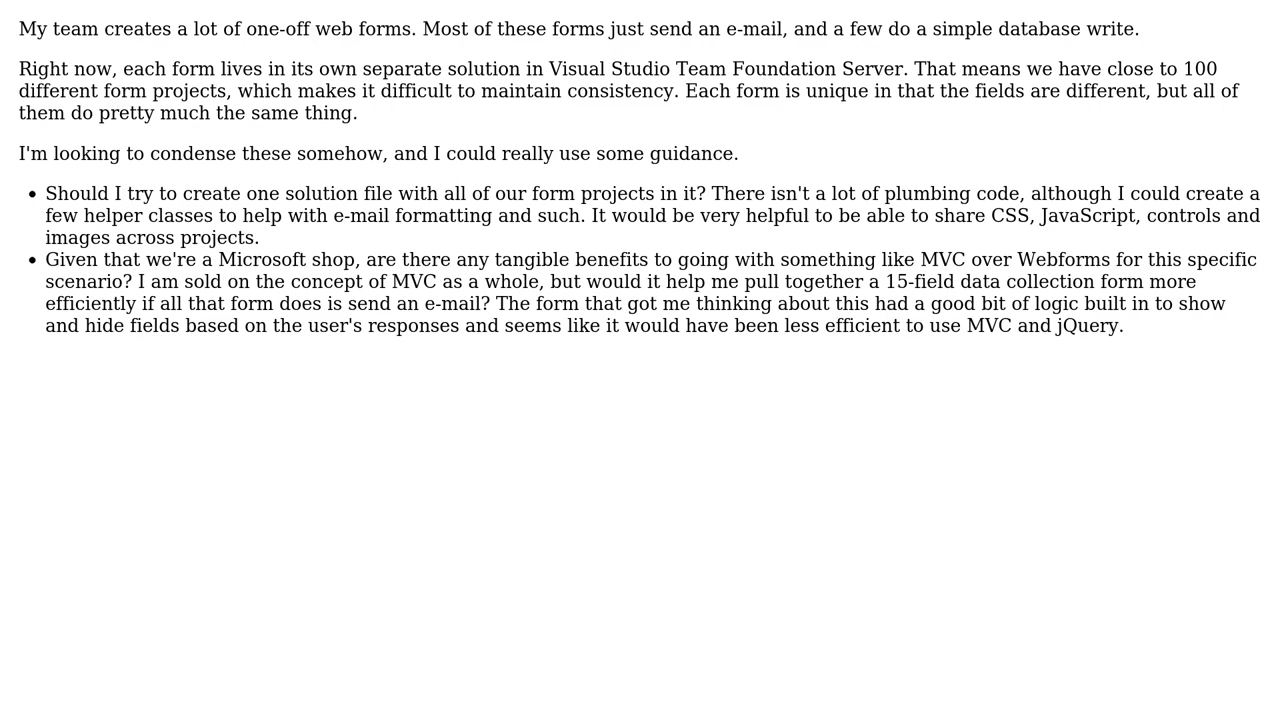 My team creates a lot of one-off web forms. Most of these forms just send an e-mail, and a few do a simple database write.
Right now, each form lives in its own separate solution in Visual Studio Team Foundation Server. That means we have close to 100
different form projects, which makes it difficult to maintain consistency. Each form is unique in that the fields are different, but all of
them do pretty much the same thing.
I'm looking to condense these somehow, and I could really use some guidance.
• Should I try to create one solution file with all of our form projects in it? There isn't a lot of plumbing code, although I could create a
few helper classes to help with e-mail formatting and such. It would be very helpful to be able to share CSS, JavaScript, controls and
images across projects.
• Given that we're a Microsoft shop, are there any tangible benefits to going with something like MVC over Webforms for this specific
scenario? I am sold on the concept of MVC as a whole, but would it help me pull together a 15-field data collection form more
efficiently if all that form does is send an e-mail? The form that got me thinking about this had a good bit of logic built in to show
and hide fields based on the user's responses and seems like it would have been less efficient to use MVC and jQuery.